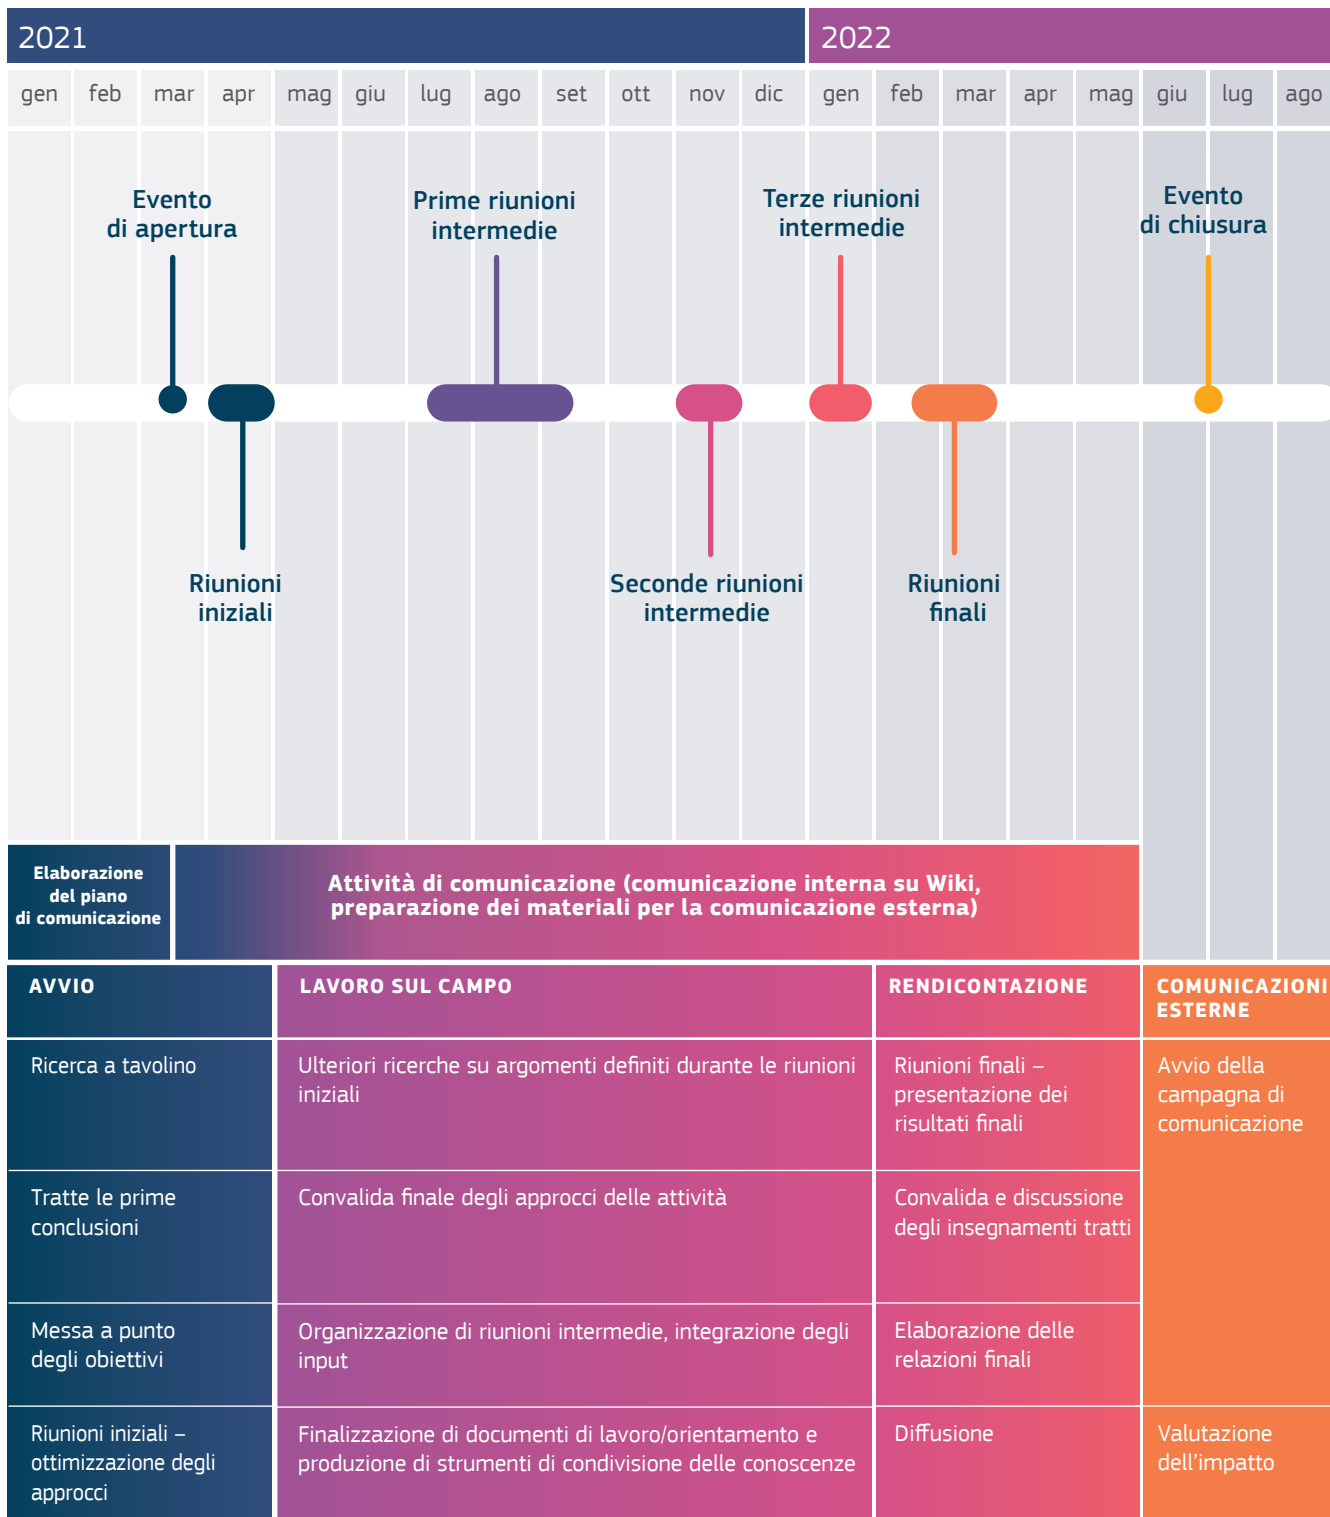 2021
2022
gen feb mar apr mag giu lug ago set ott nov dic gen feb mar apr mag giu lug ago
Evento
di apertura
Prime riunioni
intermedie
Terze riunioni
intermedie
Evento
di chiusura
Riunioni
iniziali
Seconde riunioni
intermedie
Riunioni
finali
Elaborazione
del piano
di comunicazione
Attività di comunicazione (comunicazione interna su Wiki,
preparazione dei materiali per la comunicazione esterna)
AVVIO
LAVORO SUL CAMPO
RENDICONTAZIONE
COMUNICAZIONI
ESTERNE
Ricerca a tavolino
Ulteriori ricerche su argomenti definiti durante le riunioni
iniziali
Riunioni finali –
presentazione dei
risultati finali
Avvio della
campagna di
comunicazione
Tratte le prime
conclusioni
Convalida finale degli approcci delle attività
Convalida e discussione
degli insegnamenti tratti
Messa a punto
degli obiettivi
Organizzazione di riunioni intermedie, integrazione degli
input
Elaborazione delle
relazioni finali
Riunioni iniziali –
ottimizzazione degli
approcci
Finalizzazione di documenti di lavoro/orientamento e
produzione di strumenti di condivisione delle conoscenze
Diffusione
Valutazione
dell’impatto